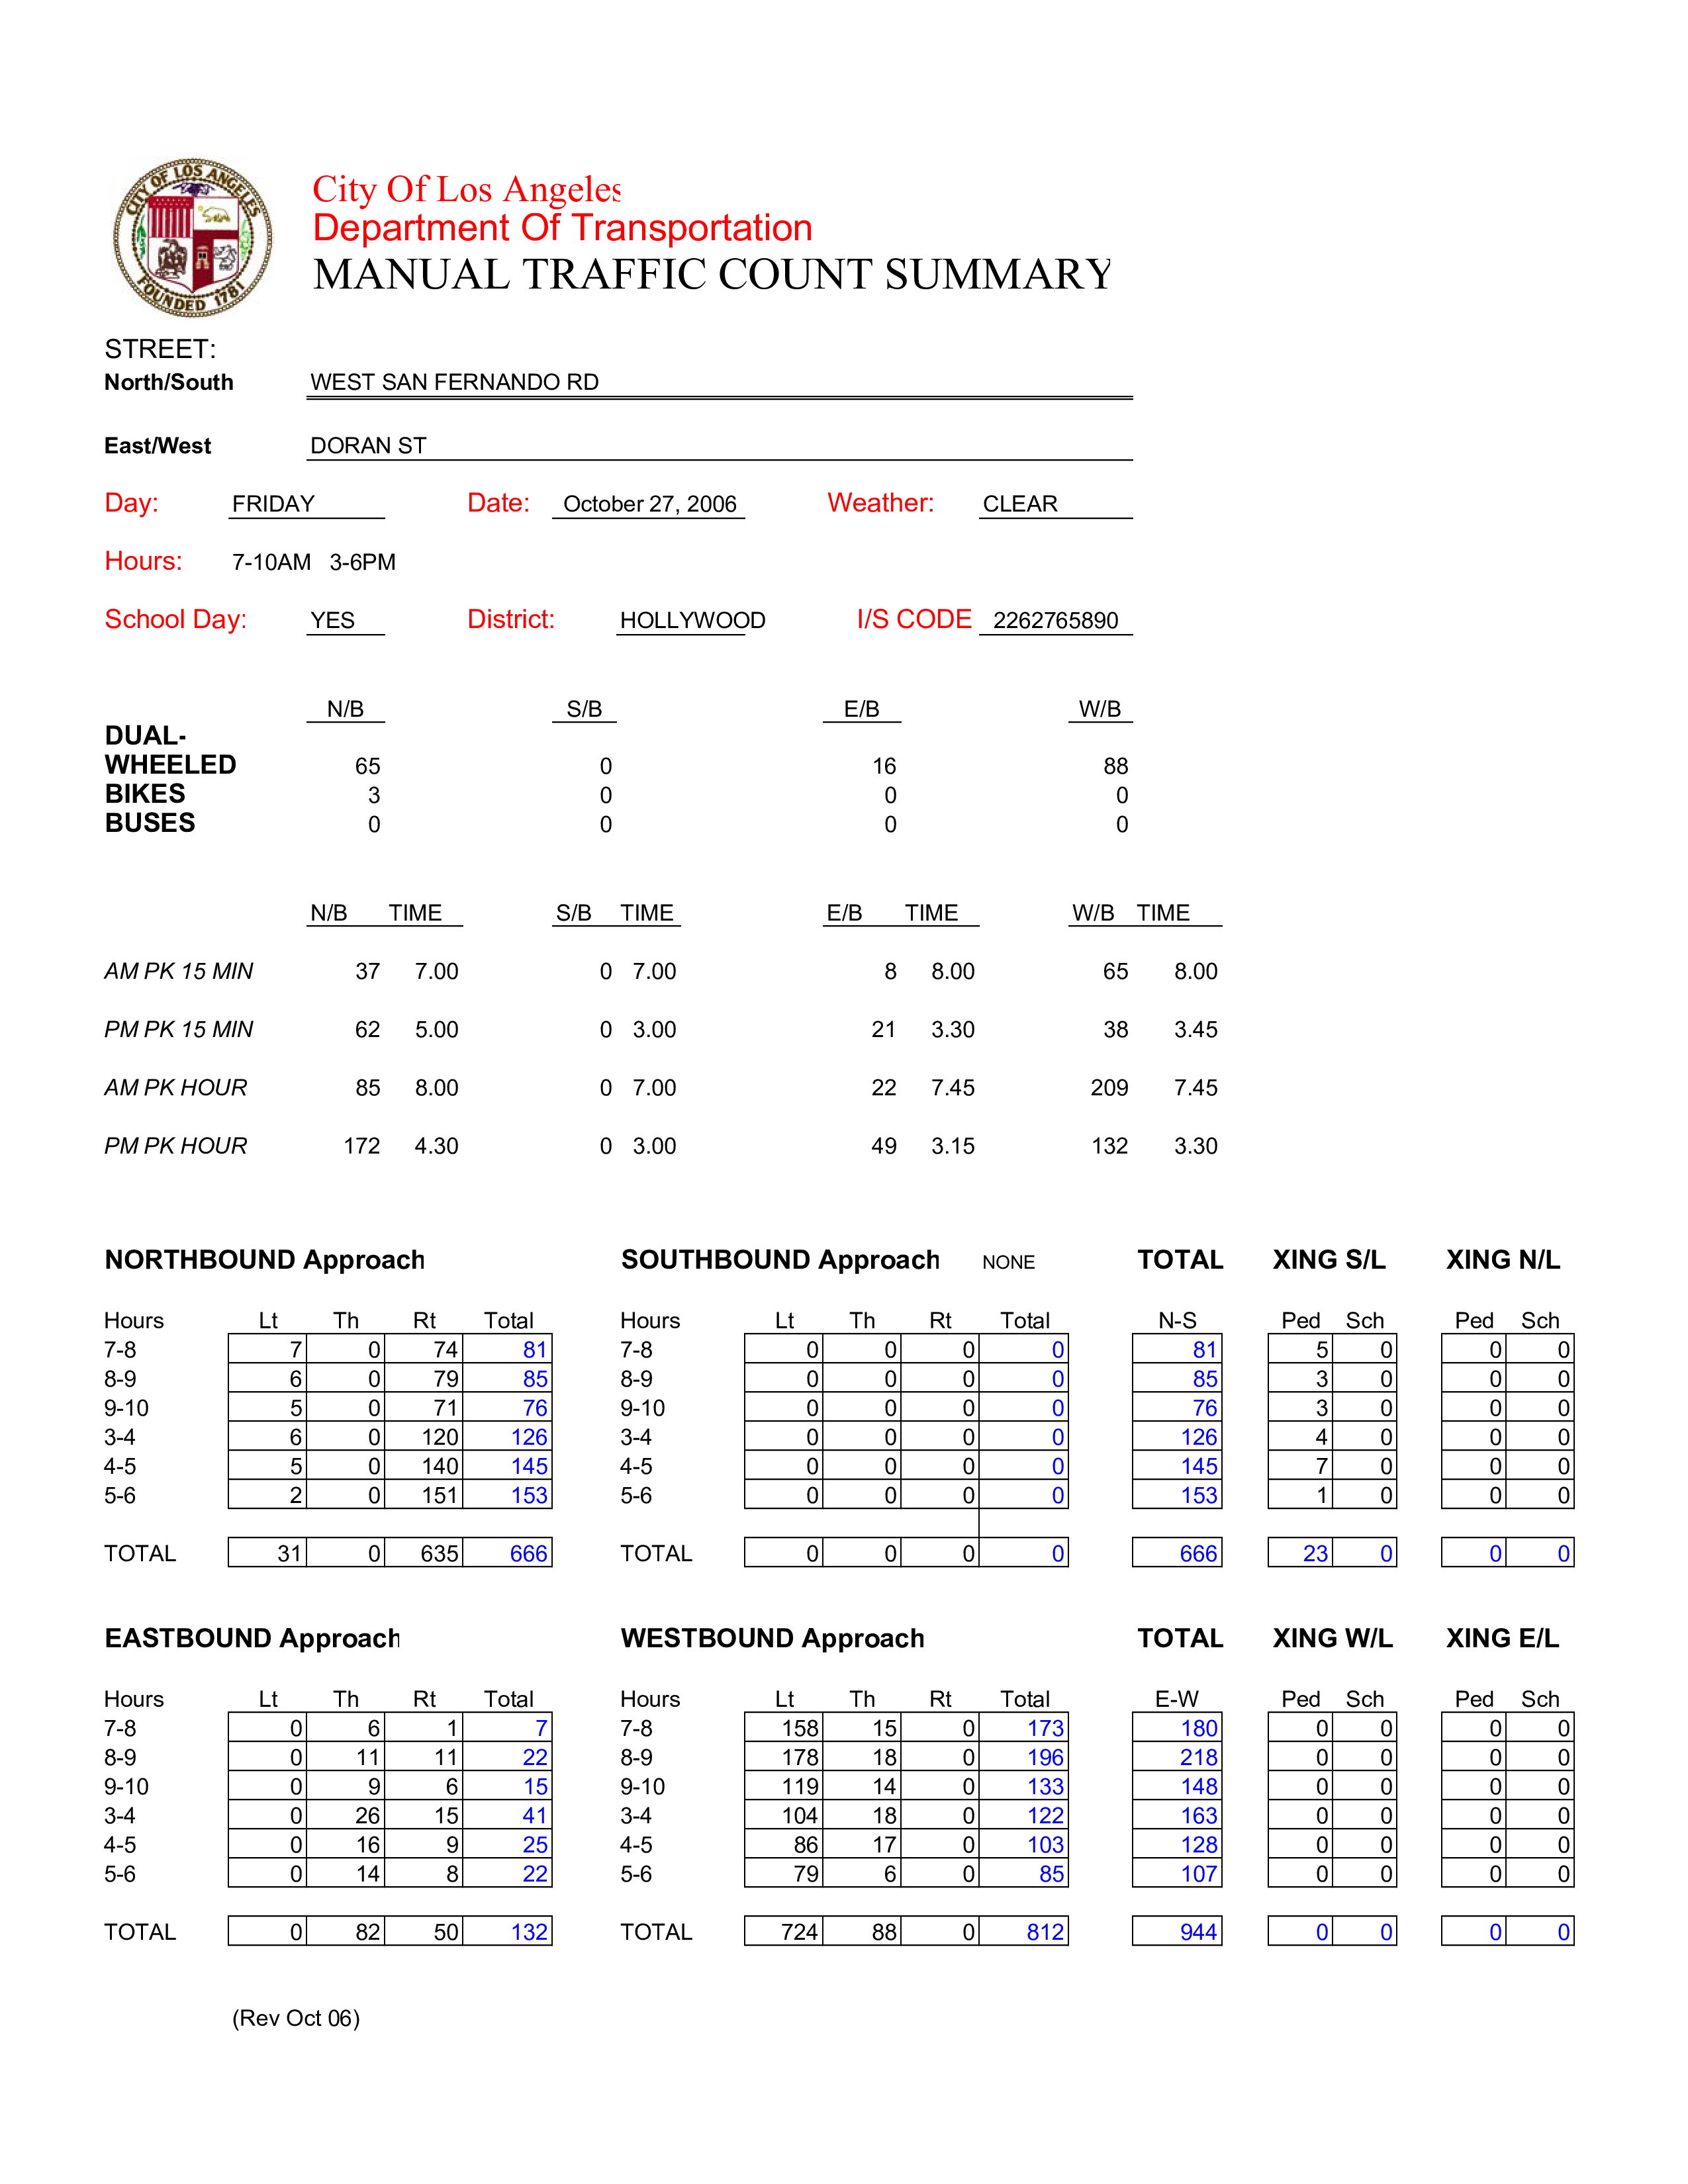 CITY OF LOS ANGELES
FOUNDED 1781
City Of Los Angeles
Department Of Transportation
MANUAL TRAFFIC COUNT SUMMARY
STREET:
North/South WEST SAN FERNANDO RD
East/West DORAN ST
Day: FRIDAY Date: October 27, 2006 Weather: CLEAR
Hours: 7-10AM 3-6PM
School Day: YES District: HOLLYWOOD I/S CODE 2262765890
N/B S/B E/B W/B
DUAL-
WHEELED 65 0 16 88
BIKES 3 0 0 0
BUSES 0 0 0 0
N/B TIME S/B TIME E/B TIME W/B TIME
AM PK 15 MIN 37 7.00 0 7.00 8 8.00 65 8.00
PM PK 15 MIN 62 5.00 0 3.00 21 3.30 38 3.45
AM PK HOUR 85 8.00 0 7.00 22 7.45 209 7.45
PM PK HOUR 172 4.30 0 3.00 49 3.15 132 3.30
NORTHBOUND Approach SOUTHBOUND Approach NONE TOTAL XING S/L XING N/L
Hours Lt Th Rt Total Hours Lt Th Rt Total N-S Ped Sch Ped Sch
7-8 7 0 74 81 7-8 0 0 0 0 81 5 0 0 0
8-9 6 0 79 85 8-9 0 0 0 0 85 3 0 0 0
9-10 5 0 71 76 9-10 0 0 0 0 76 3 0 0 0
3-4 6 0 120 126 3-4 0 0 0 0 126 4 0 0 0
4-5 5 0 140 145 4-5 0 0 0 0 145 7 0 0 0
5-6 2 0 151 153 5-6 0 0 0 0 153 1 0 0 0
TOTAL 31 0 635 666 TOTAL 0 0 0 0 666 23 0 0 0
EASTBOUND Approach WESTBOUND Approach TOTAL XING W/L XING E/L
Hours Lt Th Rt Total Hours Lt Th Rt Total E-W Ped Sch Ped Sch
7-8 0 6 1 7 7-8 158 15 0 173 180 0 0 0 0
8-9 0 11 11 22 8-9 178 18 0 196 218 0 0 0 0
9-10 0 9 6 15 9-10 119 14 0 133 148 0 0 0 0
3-4 0 26 15 41 3-4 104 18 0 122 163 0 0 0 0
4-5 0 16 9 25 4-5 86 17 0 103 128 0 0 0 0
5-6 0 14 8 22 5-6 79 6 0 85 107 0 0 0 0
TOTAL 0 82 50 132 TOTAL 724 88 0 812 944 0 0 0 0
(Rev Oct 06)